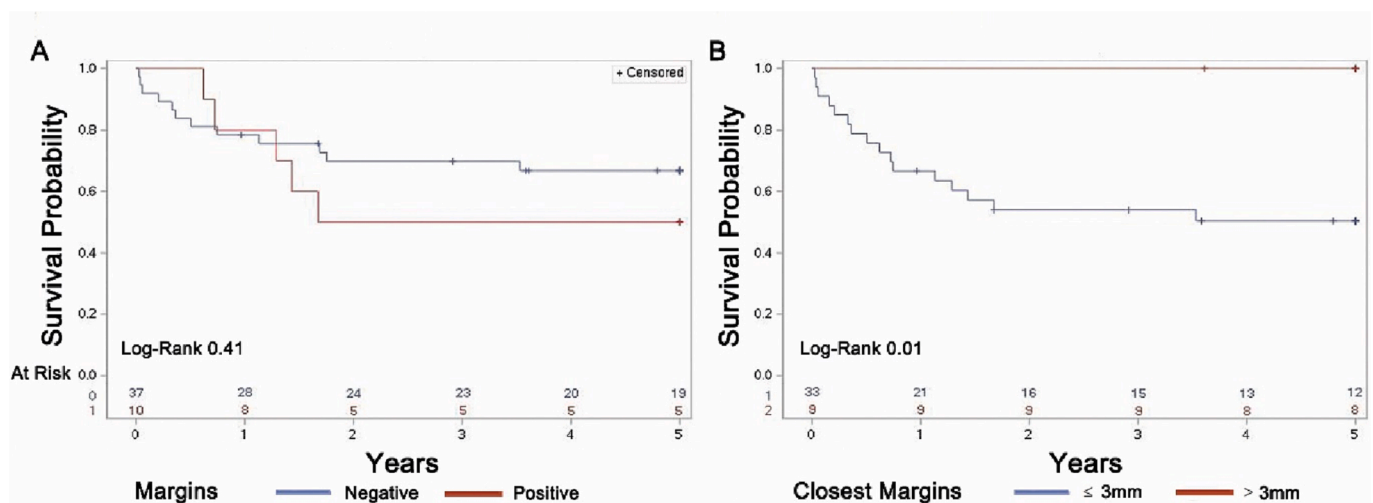 A
B
+ Censored
Survival Probability
1.0
0.8
0.6
0.4
0.2
0.0
Log-Rank 0.41
At Risk
0 37 28 24 23 20 19
1 10 8 5 5 5 5
0 1 2 3 4 5
Years
Margins Negative Positive
Survival Probability
1.0
0.8
0.6
0.4
0.2
0.0
Log-Rank 0.01
1 33 21 16 15 13 12
2 9 9 9 9 8 8
0 1 2 3 4 5
Years
Closest Margins ≤ 3mm > 3mm